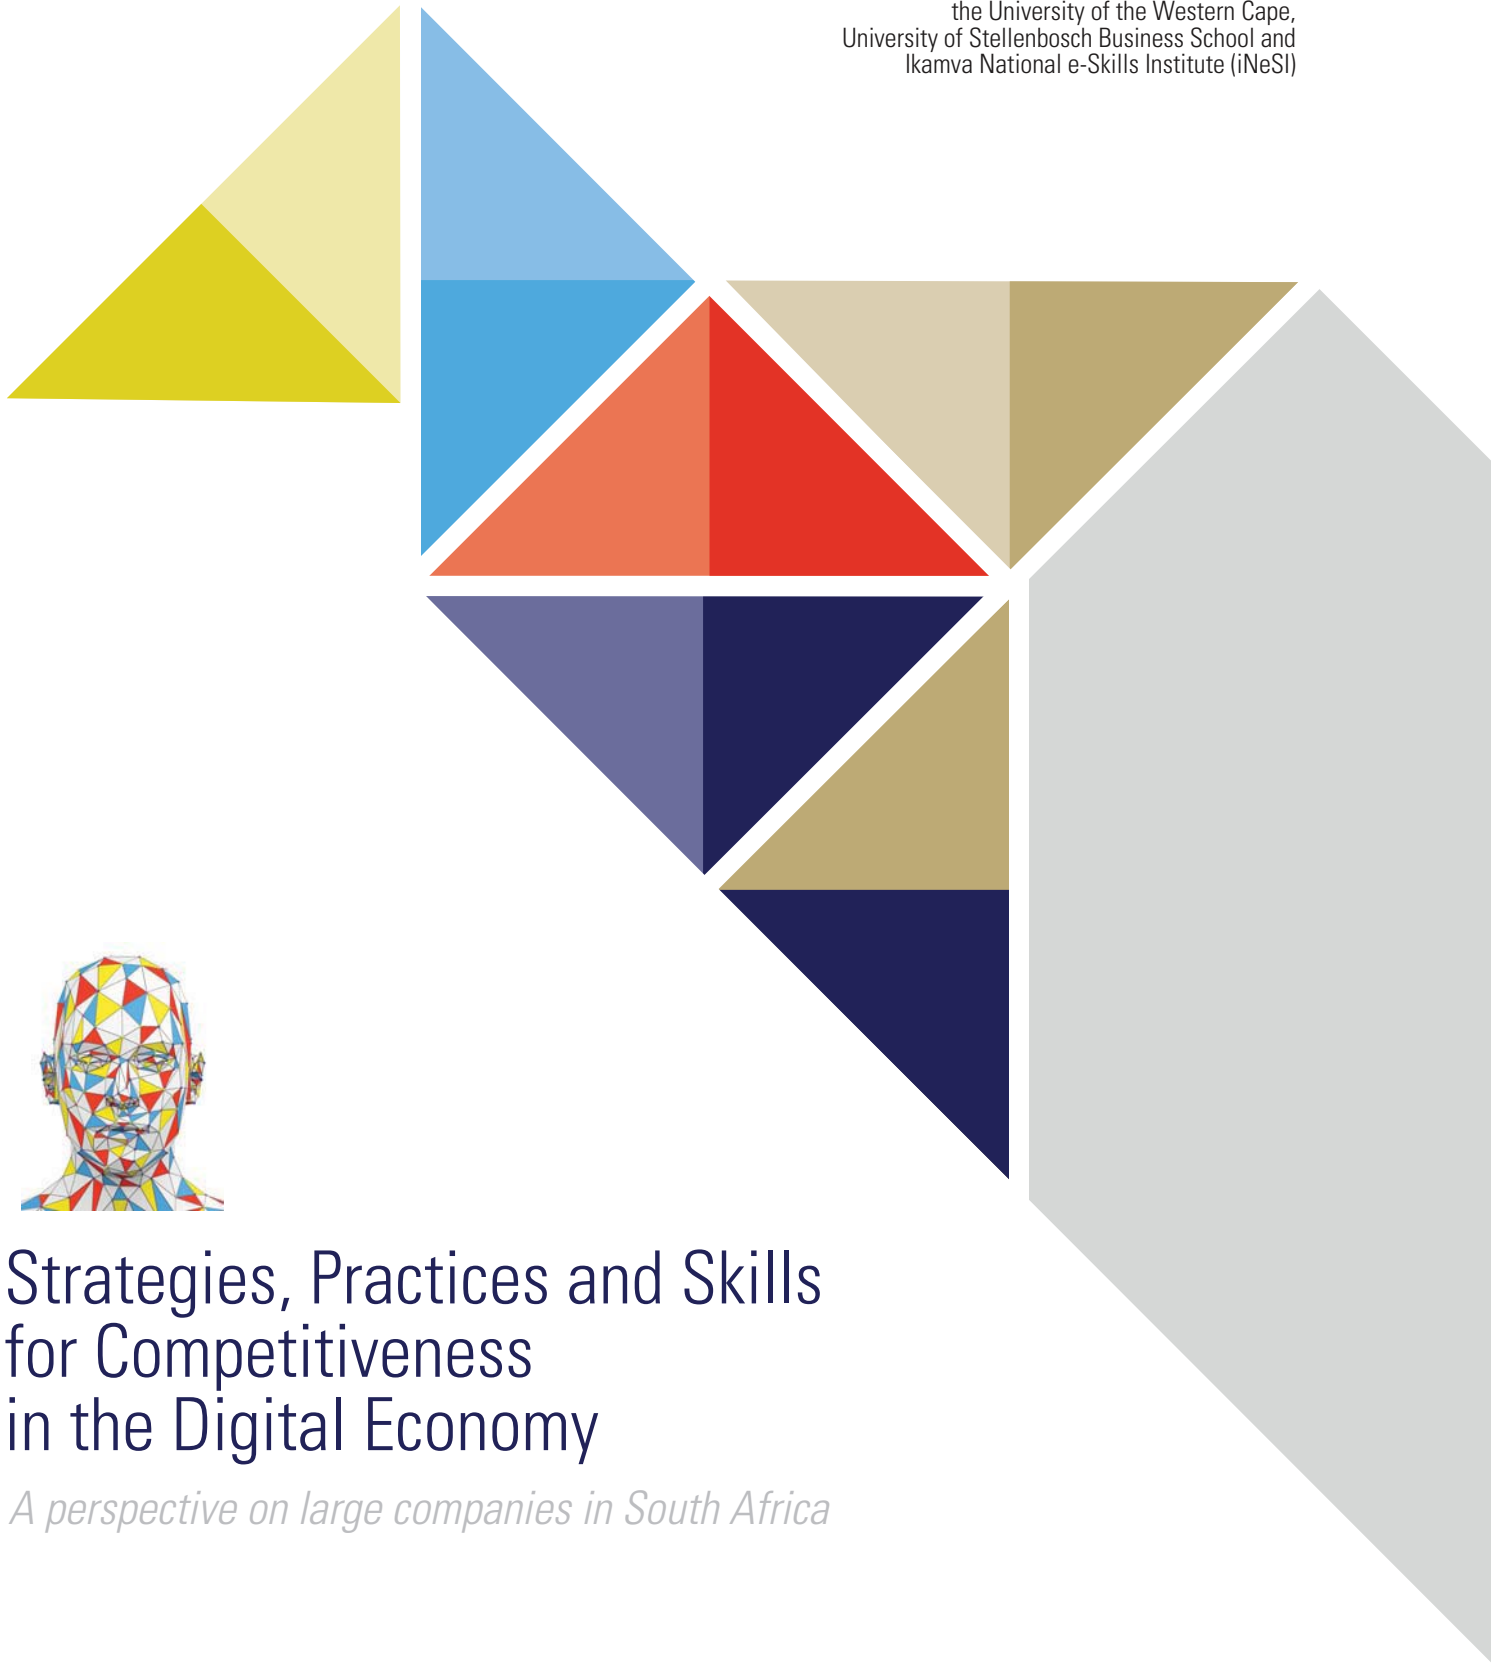 the University of the Western Cape,
University of Stellenbosch Business School and
Ikamva National e-Skills Institute (iNeSI)
Strategies, Practices and Skills
for Competitiveness
in the Digital Economy
A perspective on large companies in South Africa